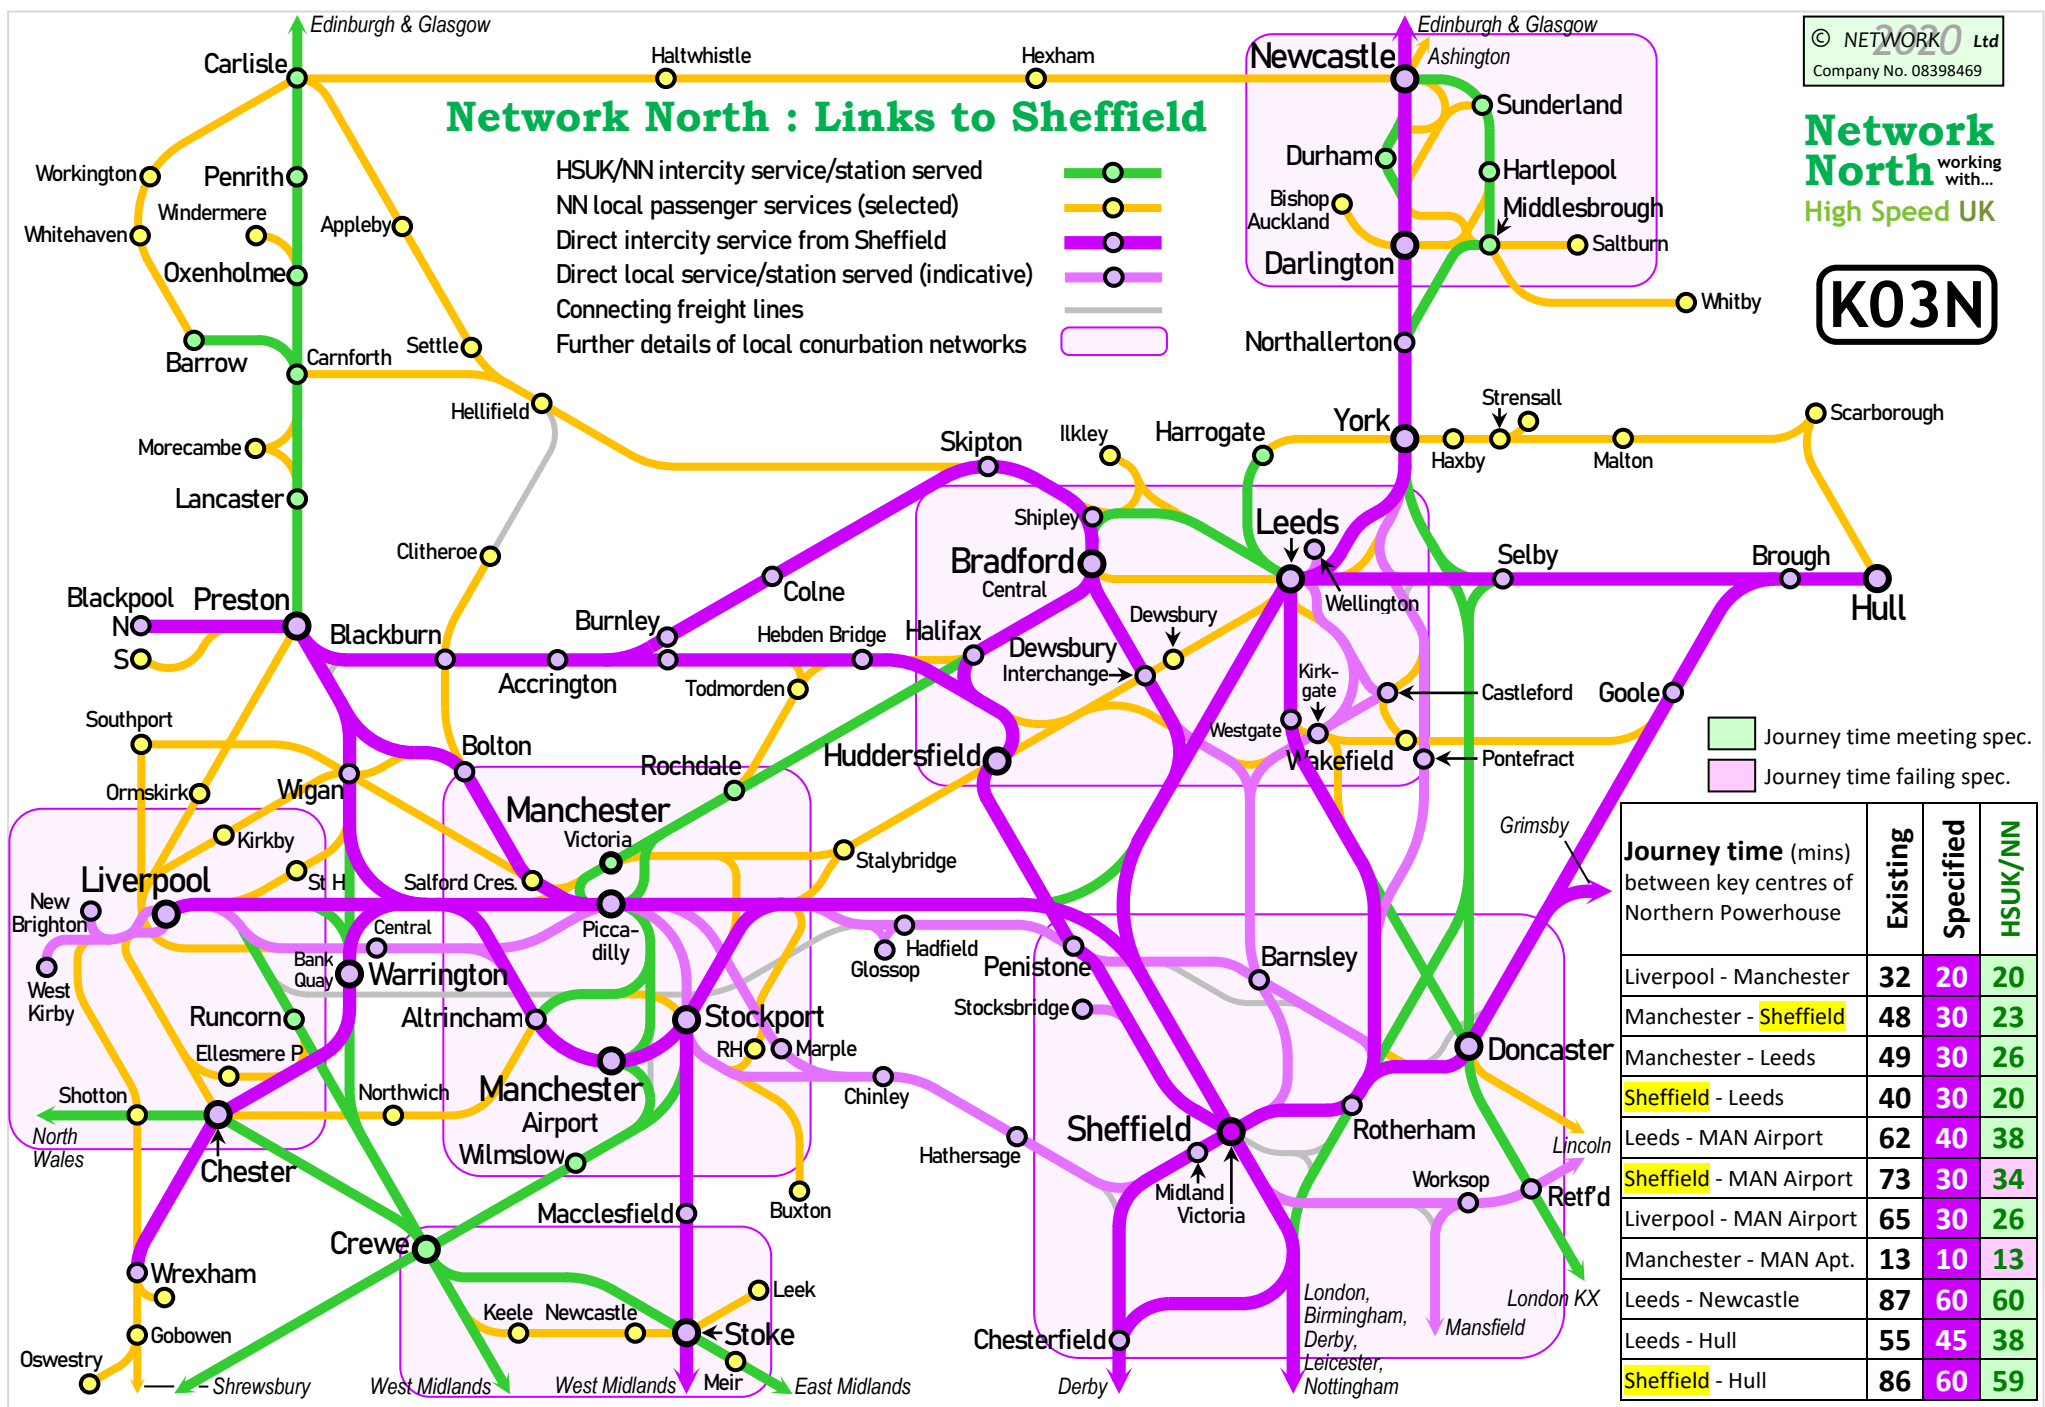 Edinburgh & Glasgow
Edinburgh & Glasgow
© NETWORK 2020 Ltd
Company No. 08398469
Carlisle
Haltwhistle
Hexham
Newcastle
Ashington
Network North : Links to Sheffield
Sunderland
Network
North working
with...
High Speed UK
HSUK/NN intercity service/station served
NN local passenger services (selected)
Direct intercity service from Sheffield
Direct local service/station served (indicative)
Connecting freight lines
Further details of local conurbation networks
Durham
Hartlepool
Bishop
Auckland
Middlesbrough
Saltburn
Darlington
Whitby
K03N
Northallerton
Workington
Penrith
Windermere
Whitehaven
Appleby
Oxenholme
Barrow
Carnforth
Settle
Hellifield
Morecambe
Lancaster
Clitheroe
Skipton
Ilkley
Harrogate
York
Haxby
Strensall
Malton
Scarborough
Shipley
Leeds
Bradford
Central
Wellington
Selby
Brough
Hull
Blackpool
N
S
Preston
Blackburn
Accrington
Burnley
Colne
Hebden Bridge
Halifax
Todmorden
Dewsbury
Interchange
Dewsbury
Kirk-
gate
Castleford
Westgate
Wakefield
Pontefract
Goole
Huddersfield
Southport
Ormskirk
Wigan
Bolton
Rochdale
Kirkby
St H
Manchester
Victoria
Salford Cres.
Stalybridge
Liverpool
New
Brighton
West
Kirby
Central
Bank
Quay
Warrington
Picca-
dilly
Glossop
Hadfield
Penistone
Barnsley
Stocksbridge
Runcorn
Altrincham
Stockport
RH
Marple
Ellesmere P
Shotton
Northwich
Manchester
Airport
Chinley
North
Wales
Chester
Wilmslow
Hathersage
Sheffield
Midland
Victoria
Rotherham
Doncaster
Lincoln
Worksop
Retf'd
Buxton
Macclesfield
Crewe
Wrexham
Gobowen
Oswestry
Shrewsbury
Keele
Newcastle
Leek
Stoke
Meir
West Midlands
West Midlands
East Midlands
Chesterfield
Derby
London,
Birmingham,
Derby,
Leicester,
Nottingham
Mansfield
London KX
Grimsby
Journey time meeting spec.
Journey time failing spec.
Journey time (mins)
between key centres of
Northern Powerhouse
Existing
Specified
HSUK/NN
Liverpool - Manchester 32 20 20
Manchester - Sheffield 48 30 23
Manchester - Leeds 49 30 26
Sheffield - Leeds 40 30 20
Leeds - MAN Airport 62 40 38
Sheffield - MAN Airport 73 30 34
Liverpool - MAN Airport 65 30 26
Manchester - MAN Apt. 13 10 13
Leeds - Newcastle 87 60 60
Leeds - Hull 55 45 38
Sheffield - Hull 86 60 59